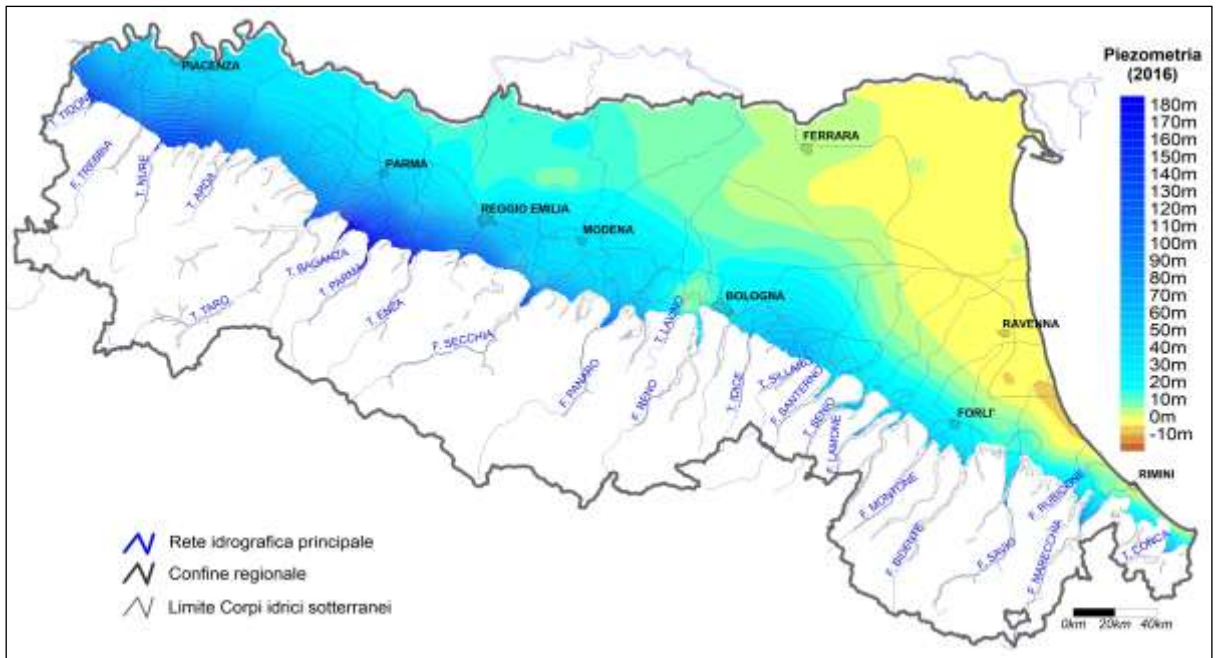 Piezometria
(2016)
180m
170m
160m
150m
140m
130m
120m
110m
100m
90m
80m
70m
60m
50m
40m
30m
20m
10m
0m
-10m
PIACENZA
PARMA
REGGIO EMILIA
MODENA
BOLOGNA
FERRARA
RAVENNA
FORLI'
RIMINI
T. TIDONE
F. TREBBIA
T. NURE
T. ARDA
T. TARO
T. BAGANZA
T. PARMA
T. ENZA
F. SECCHIA
F. PANARO
F. RENO
T. LAVINO
T. IDICE
T. SILLARO
F. SANTERNO
T. SENIO
F. LAMONE
F. MONTONE
F. BIDENTE
F. SAVIO
F. RUBICONE
F. MARECCHIA
T. CONCA
Rete idrografica principale
Confine regionale
Limite Corpi idrici sotterranei
0km 20km 40km